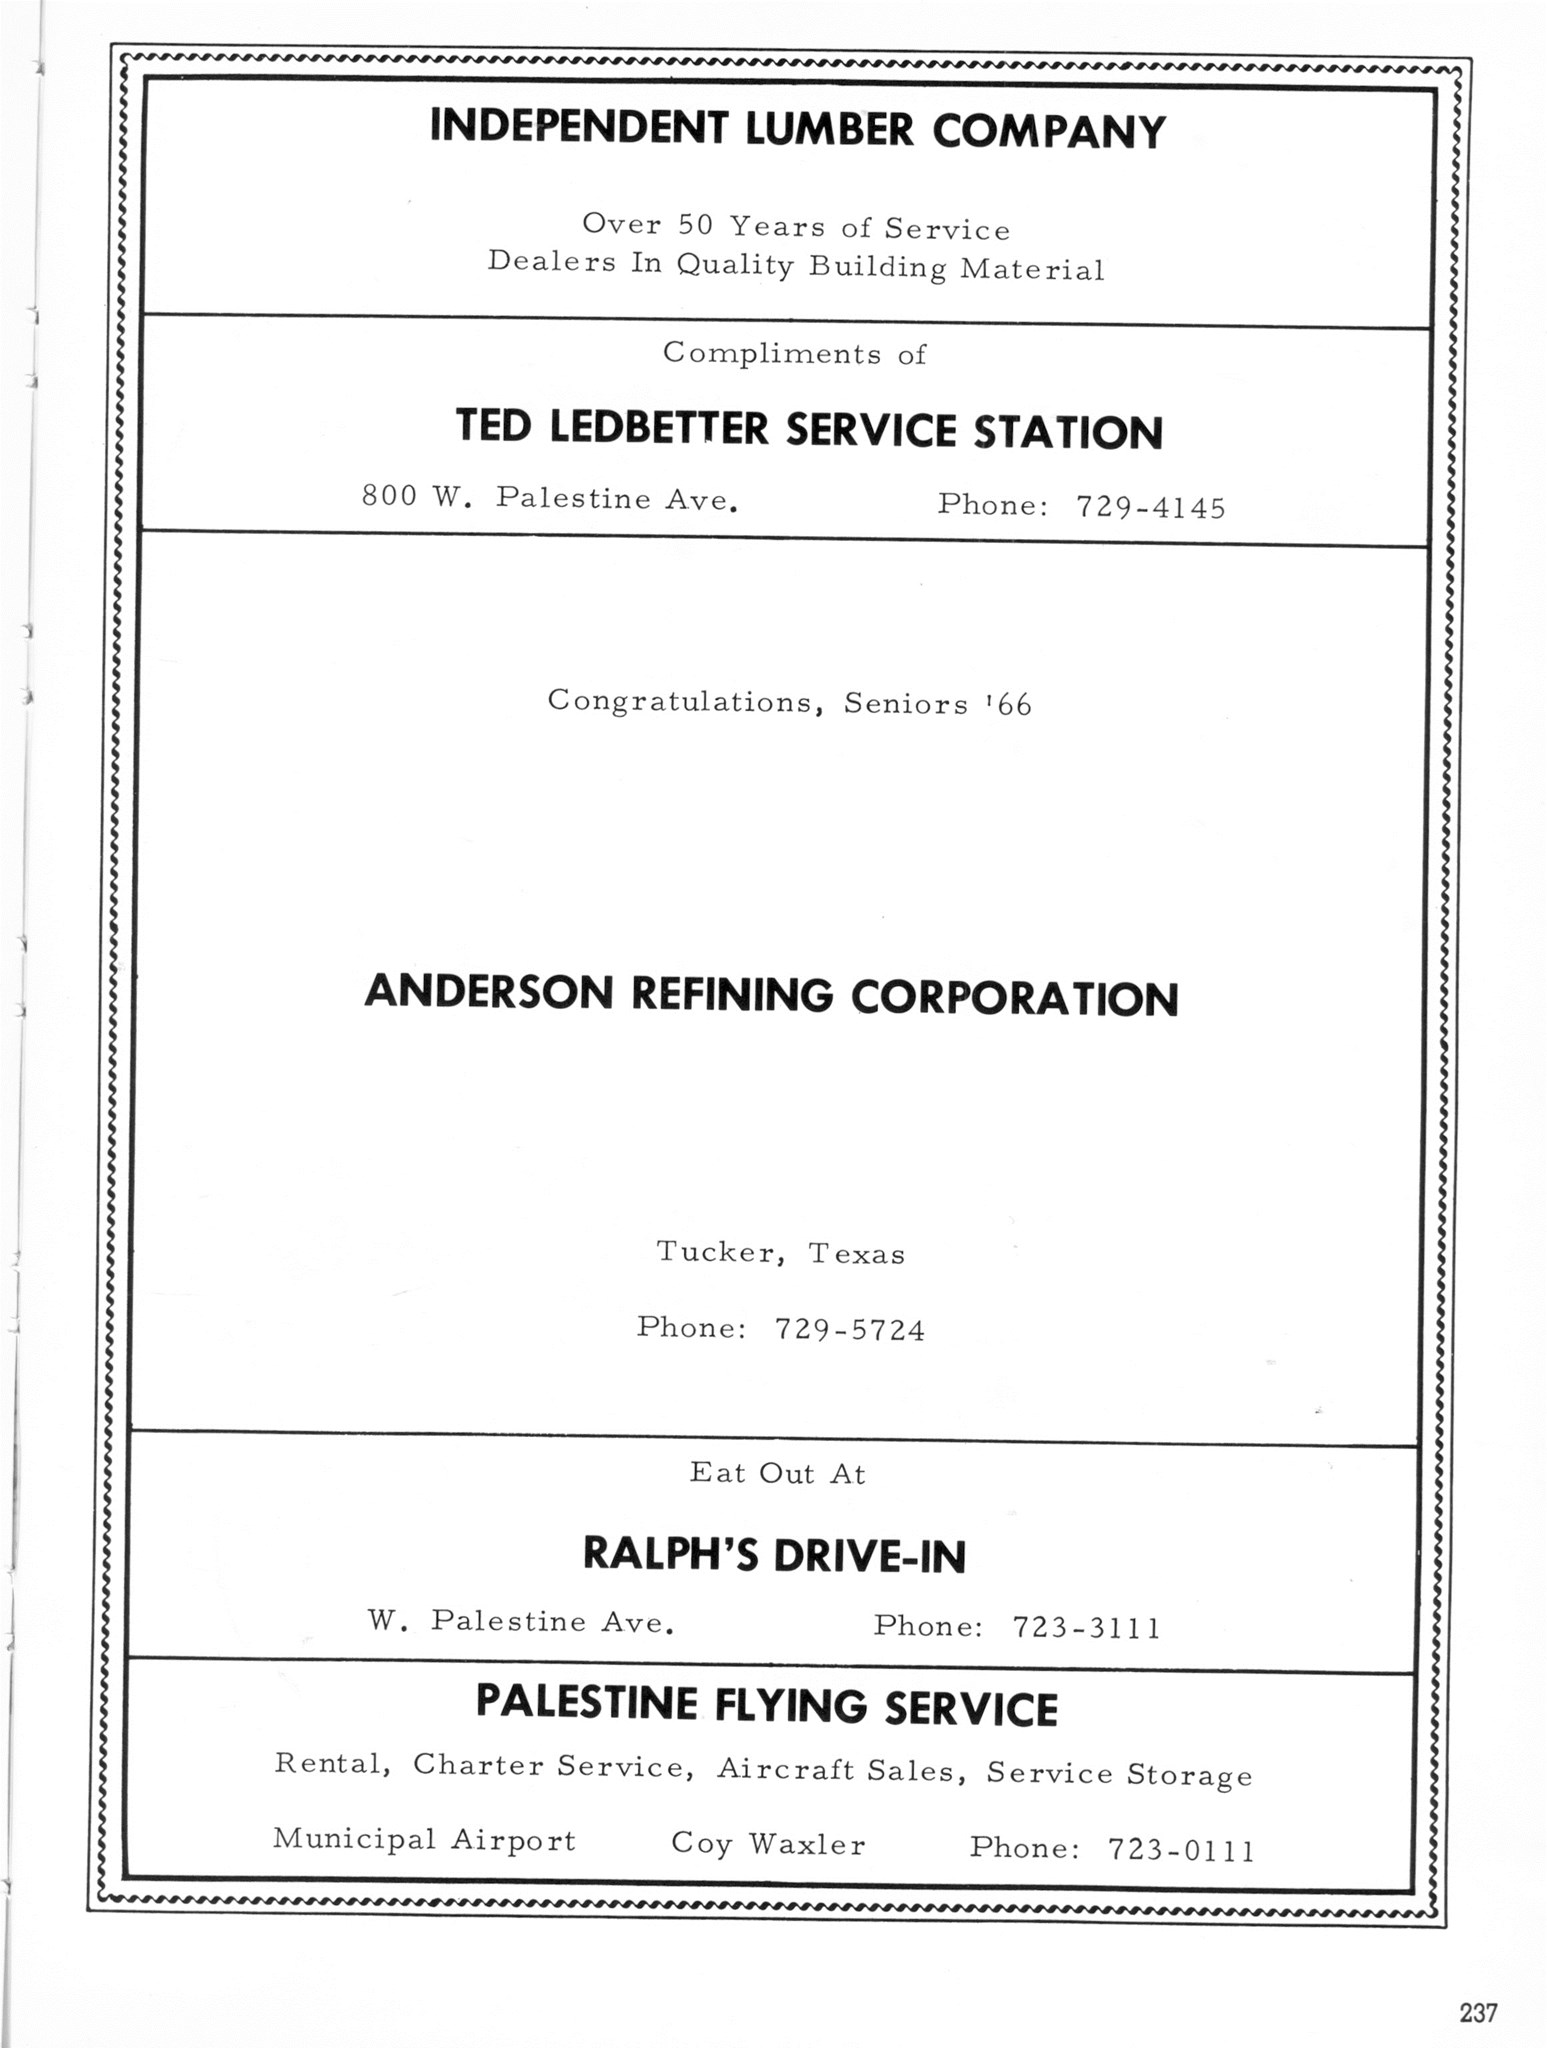 INDEPENDENT LUMBER COMPANY
Over 50 Years of Service
Dealers In Quality Building Material
Compliments of
TED LEDBETTER SERVICE STATION
800 W. Palestine Ave. Phone: 729-4145
Congratulations, Seniors '66
ANDERSON REFINING CORPORATION
Tucker, Texas
Phone: 729-5724
Eat Out At
RALPH'S DRIVE-IN
W. Palestine Ave. Phone: 723-3111
PALESTINE FLYING SERVICE
Rental, Charter Service, Aircraft Sales, Service Storage
Municipal Airport Coy Waxler Phone: 723-0111
237